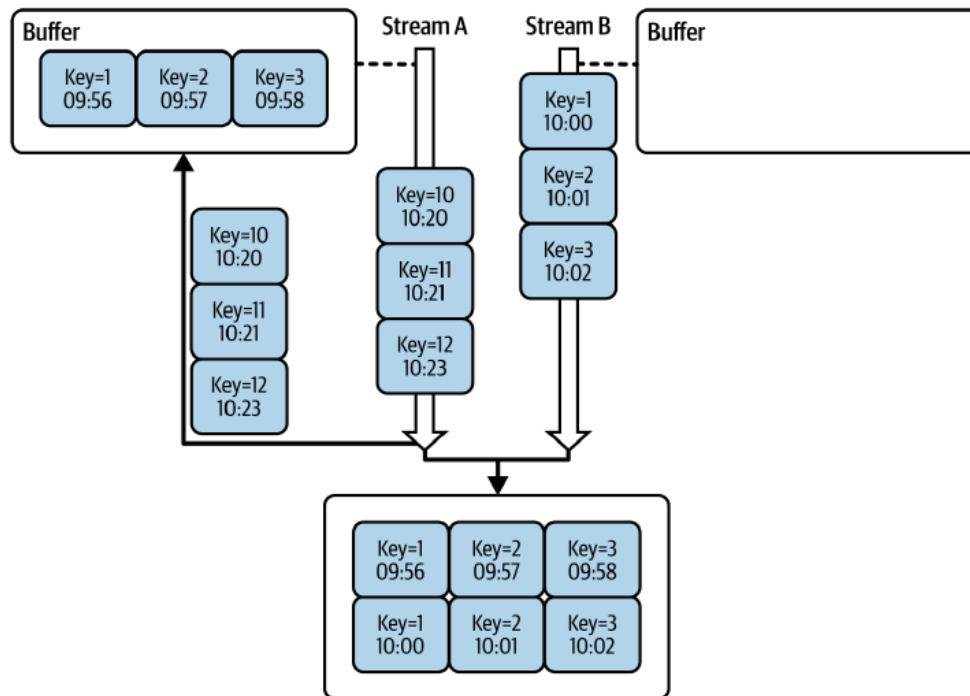 Buffer
Key=1
09:56
Key=2
09:57
Key=3
09:58
Stream A
Stream B
Buffer
Key=1
10:00
Key=2
10:01
Key=3
10:02
Key=10
10:20
Key=11
10:21
Key=12
10:23
Key=10
10:20
Key=11
10:21
Key=12
10:23
Key=1
09:56
Key=2
09:57
Key=3
09:58
Key=1
10:00
Key=2
10:01
Key=3
10:02